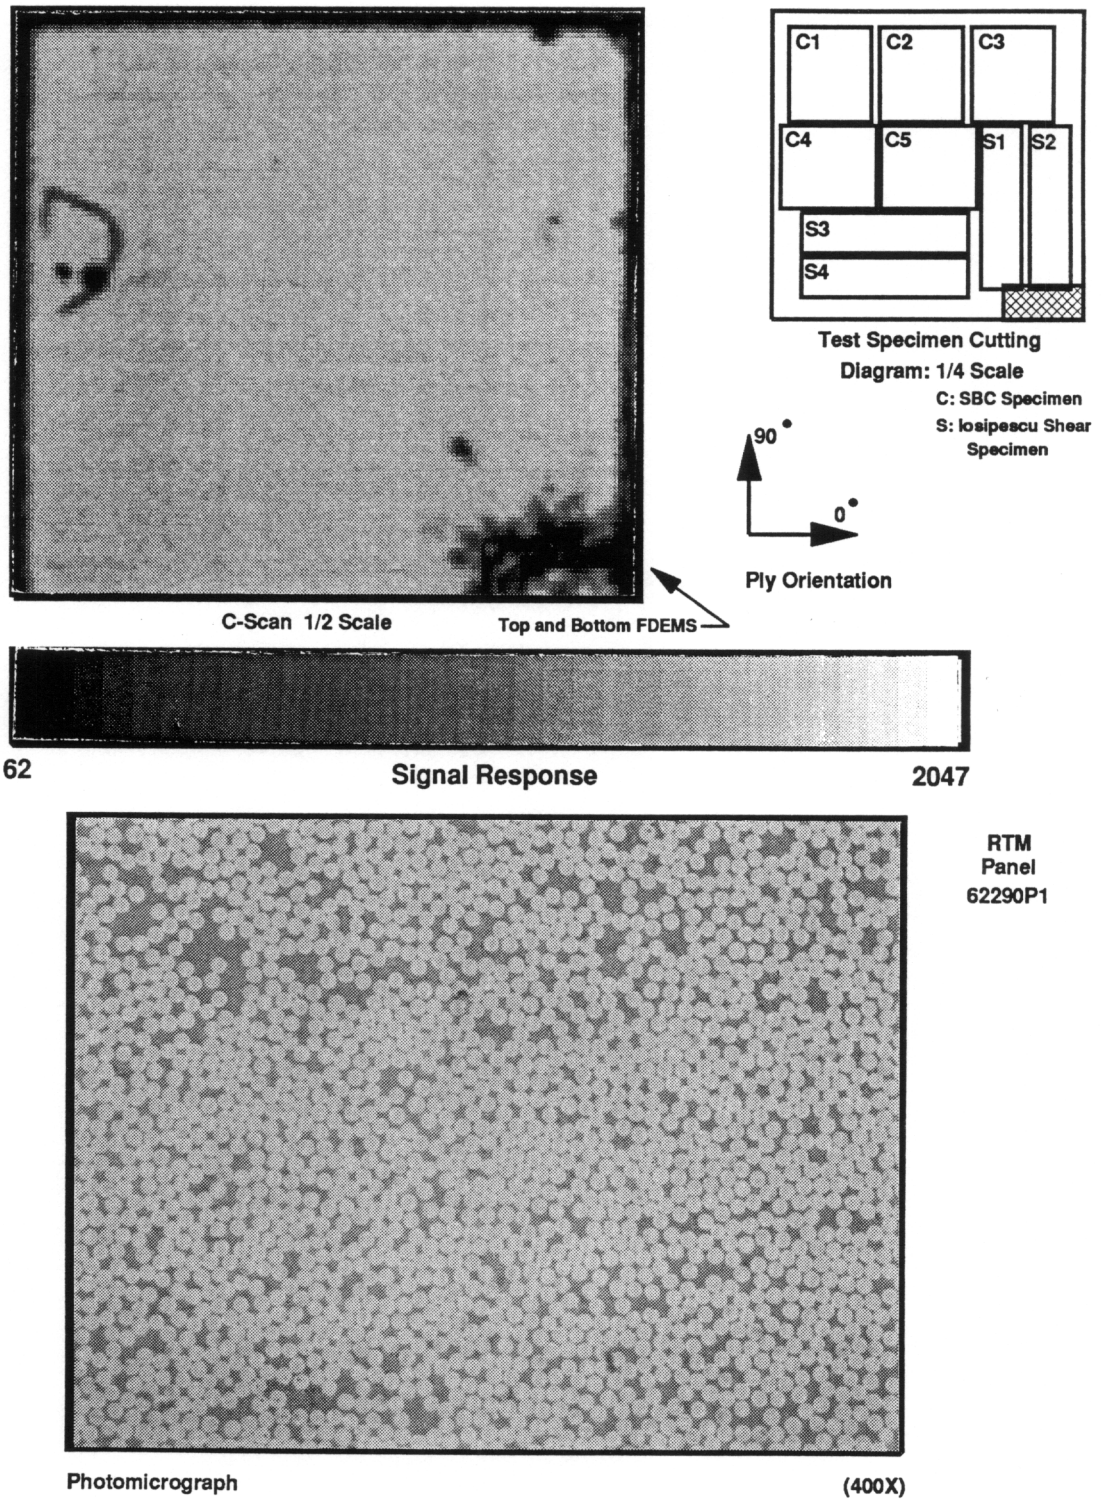 C1 C2 C3
C4 C5 S1 S2
S3
S4
Test Specimen Cutting
Diagram: 1/4 Scale
C: SBC Specimen
S: Iosipescu Shear
Specimen
90°
0°
Ply Orientation
C-Scan 1/2 Scale
Top and Bottom FDEMS
62 Signal Response 2047
RTM
Panel
62290P1
Photomicrograph (400X)